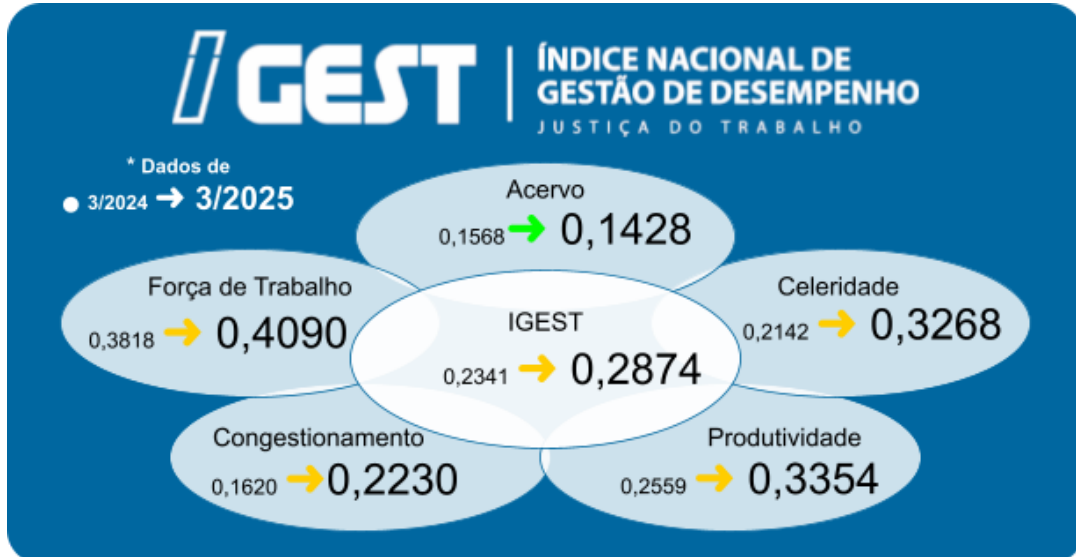 IGEST
ÍNDICE NACIONAL DE
GESTÃO DE DESEMPENHO
JUSTIÇA DO TRABALHO
* Dados de
3/2024 ➔ 3/2025
Acervo
0,1568 ➔ 0,1428
Força de Trabalho
0,3818 ➔ 0,4090
Celeridade
0,2142 ➔ 0,3268
IGEST
0,2341 ➔ 0,2874
Congestionamento
0,1620 ➔ 0,2230
Produtividade
0,2559 ➔ 0,3354